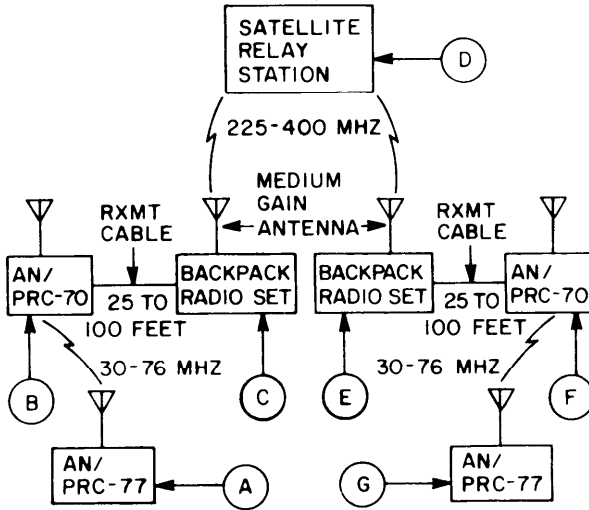 SATELLITE
RELAY
STATION
D
225-400 MHZ
MEDIUM
GAIN
ANTENNA
RXMT
CABLE
RXMT
CABLE
AN/
PRC-70
25 TO
100 FEET
BACKPACK
RADIO SET
BACKPACK
RADIO SET
25 TO
100 FEET
AN/
PRC-70
30-76 MHZ
30-76 MHZ
B
C
E
F
AN/
PRC-77
A
G
AN/
PRC-77